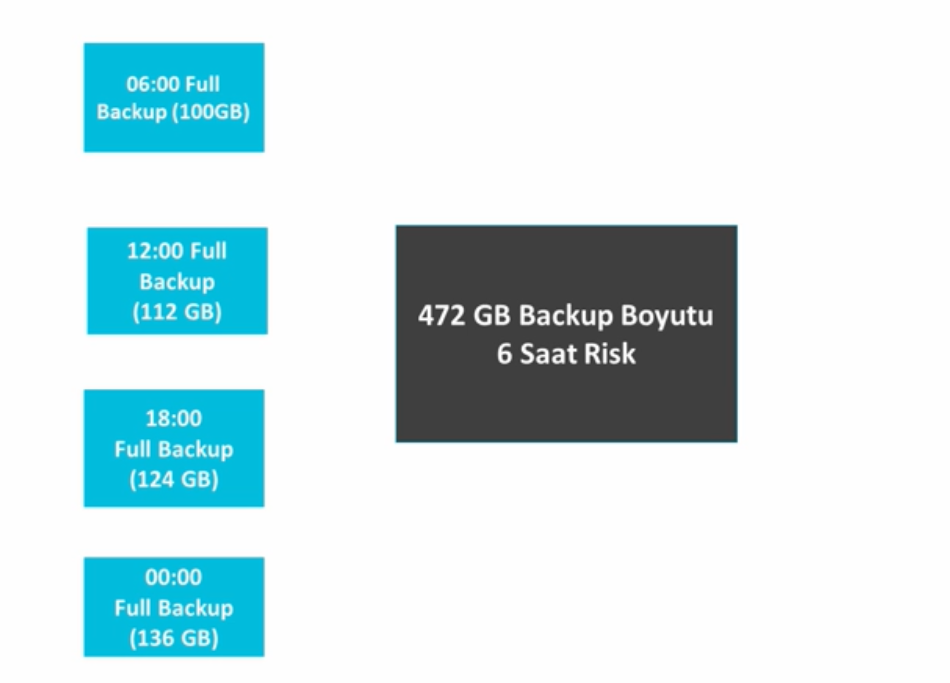 06:00 Full
Backup (100GB)
12:00 Full
Backup
(112 GB)
18:00
Full Backup
(124 GB)
00:00
Full Backup
(136 GB)
472 GB Backup Boyutu
6 Saat Risk